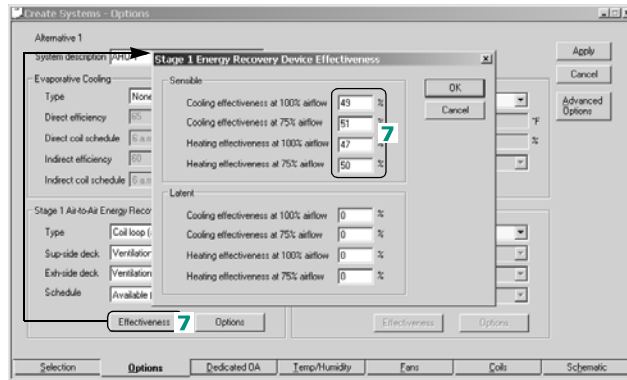 Create Systems - Options
Alternative 1
System description AHU-1
Apply
Cancel
Advanced Options
Evaporative Cooling
Type None
Direct efficiency 65
Direct coil schedule
Indirect efficiency 60
Indirect coil schedule
°F
%
Stage 1 Air-to-Air Energy
Type Coil loop
Sup-side deck Ventilation
Exh-side deck Ventilation
Schedule Available
Effectiveness 7 Options
Effectiveness Options
Stage 1 Energy Recovery Device Effectiveness
Sensible
Cooling effectiveness at 100% airflow 49 %
Cooling effectiveness at 75% airflow 51 %
7
Heating effectiveness at 100% airflow 47 %
Heating effectiveness at 75% airflow 50 %
OK
Cancel
Latent
Cooling effectiveness at 100% airflow 0 %
Cooling effectiveness at 75% airflow 0 %
Heating effectiveness at 100% airflow 0 %
Heating effectiveness at 75% airflow 0 %
Selection Options Dedicated OA Temp/Humidity Fans Coils Schematic